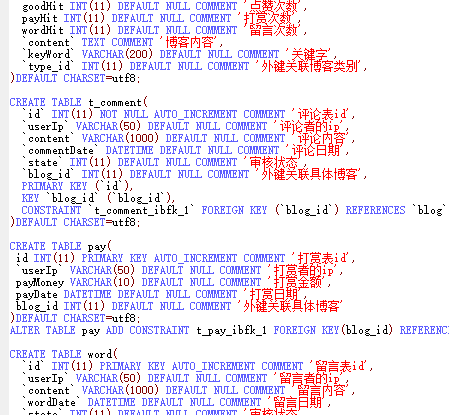 goodHit INT(11) DEFAULT NULL COMMENT '点赞次数',
payHit INT(11) DEFAULT NULL COMMENT '打赏次数',
wordHit INT(11) DEFAULT NULL COMMENT '留言次数',
`content` TEXT COMMENT '博客内容',
`keyWord` VARCHAR(200) DEFAULT NULL COMMENT '关键字',
`type_id` INT(11) DEFAULT NULL COMMENT '外键关联博客类别',
)DEFAULT CHARSET=utf8;
CREATE TABLE t_comment(
`id` INT(11) NOT NULL AUTO_INCREMENT COMMENT '评论表id',
`userIp` VARCHAR(50) DEFAULT NULL COMMENT '评论者的ip',
`content` VARCHAR(1000) DEFAULT NULL COMMENT '评论内容',
`commentDate` DATETIME DEFAULT NULL COMMENT '评论日期',
`state` INT(11) DEFAULT NULL COMMENT '审核状态',
`blog_id` INT(11) DEFAULT NULL COMMENT '外键关联具体博客',
PRIMARY KEY (`id`),
KEY `blog_id` (`blog_id`),
CONSTRAINT `t_comment_ibfk_1` FOREIGN KEY (`blog_id`) REFERENCES `blog`
)DEFAULT CHARSET=utf8;
CREATE TABLE pay(
id INT(11) PRIMARY KEY AUTO_INCREMENT COMMENT '打赏表id',
`userIp` VARCHAR(50) DEFAULT NULL COMMENT '打赏者的ip',
payMoney VARCHAR(10) DEFAULT NULL COMMENT '打赏金额',
payDate DATETIME DEFAULT NULL COMMENT '打赏日期',
blog_id INT(11) DEFAULT NULL COMMENT '外键关联具体博客'
)DEFAULT CHARSET=utf8;
ALTER TABLE pay ADD CONSTRAINT t_pay_ibfk_1 FOREIGN KEY(blog_id) REFERENC
CREATE TABLE word(
`id` INT(11) PRIMARY KEY AUTO_INCREMENT COMMENT '留言表id',
`userIp` VARCHAR(50) DEFAULT NULL COMMENT '留言者的ip',
`content` VARCHAR(1000) DEFAULT NULL COMMENT '留言内容',
`wordDate` DATETIME DEFAULT NULL COMMENT '留言日期',
`state` INT(11) DEFAULT NULL COMMENT '审核状态'